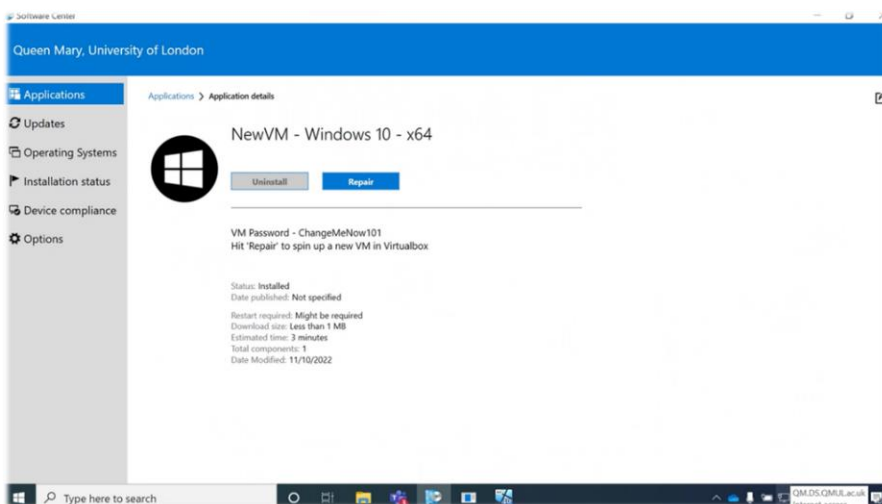 Software Center
Queen Mary, University of London
Applications
Applications > Application details
Updates
NewVM - Windows 10 - x64
Operating Systems
Installation status
Uninstall
Repair
Device compliance
Options
VM Password - ChangeMeNow101
Hit 'Repair' to spin up a new VM in Virtualbox
Status: Installed
Date published: Not specified
Restart required: Might be required
Download size: Less than 1 MB
Estimated time: 3 minutes
Total components: 1
Date Modified: 11/10/2022
Type here to search
QM.DS.QMUL.ac.uk
Internet access